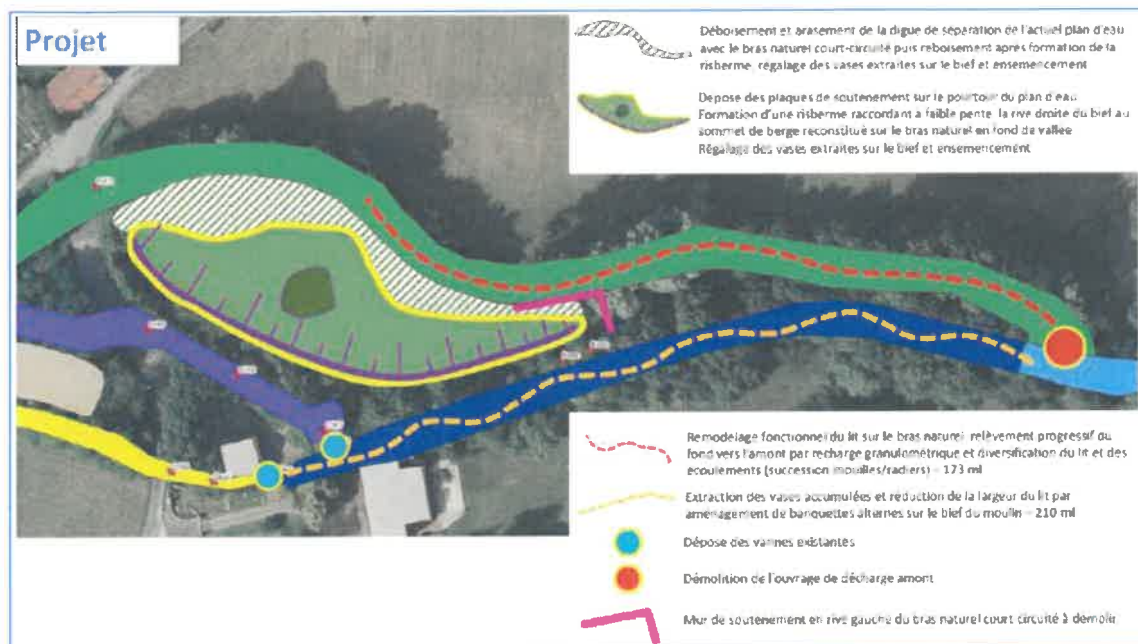 Projet
Déboisement et arasement de la digue de séparation de l'actuel plan d'eau
avec le bras naturel court-circuité puis reboisement après formation de la
risberme, régalage des vases extraites sur le bief et ensemencement
Dépose des plaques de soutènement sur le pourtour du plan d'eau
Formation d'une risberme raccordant à faible pente, la rive droite du bief au
sommet de berge reconstitué sur le bras naturel en fond de vallée
Régalage des vases extraites sur le bief et ensemencement
Remodelage fonctionnel du lit sur le bras naturel, relèvement progressif du
fond vers l'amont par recharge granulométrique et diversification du lit et des
écoulements (succession mouilles/radiers) – 173 ml
Extraction des vases accumulées et réduction de la largeur du lit par
aménagement de banquettes alternes sur le bief du moulin – 210 ml
Dépose des vannes existantes
Démolition de l'ouvrage de décharge amont
Mur de soutènement en rive gauche du bras naturel court circuité à démolir